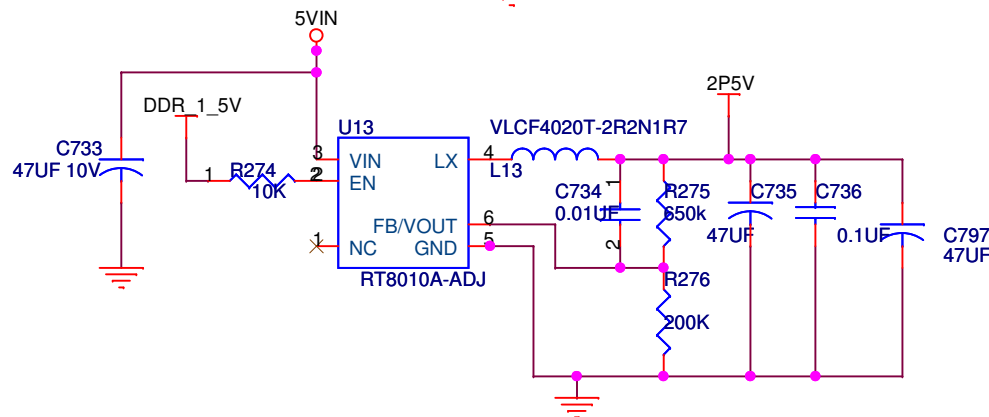 5VIN
2P5V
DDR_1_5V
U13
VLCF4020T-2R2N1R7
C733
47UF 10V
1
R274
10K
2
3
VIN
EN
LX
4
L13
FB/VOUT
6
GND
5
1
NC
RT8010A-ADJ
C734
0.01UF
1
2
R275
650k
C735
47UF
C736
0.1UF
C797
47UF
R276
200K